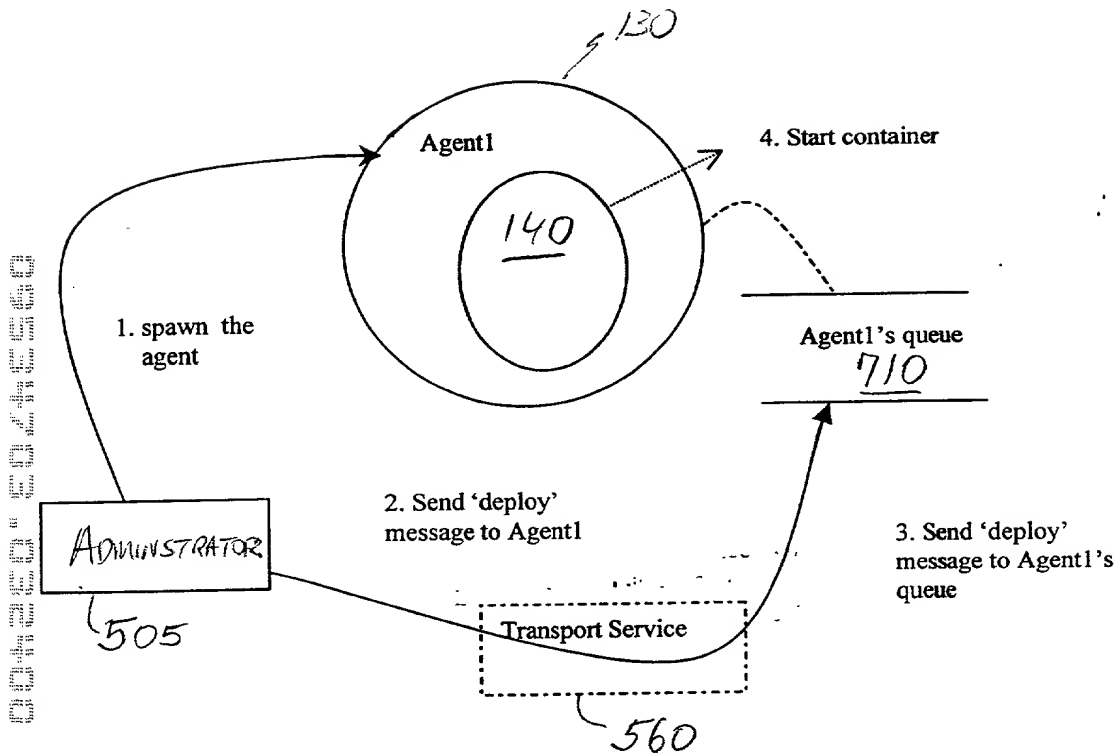 130
Agent1
4. Start container
140
1. spawn the
agent
Agent1's queue
710
2. Send 'deploy'
message to Agent1
3. Send 'deploy'
message to Agent1's
queue
ADMINSTRATOR
505
Transport Service
560